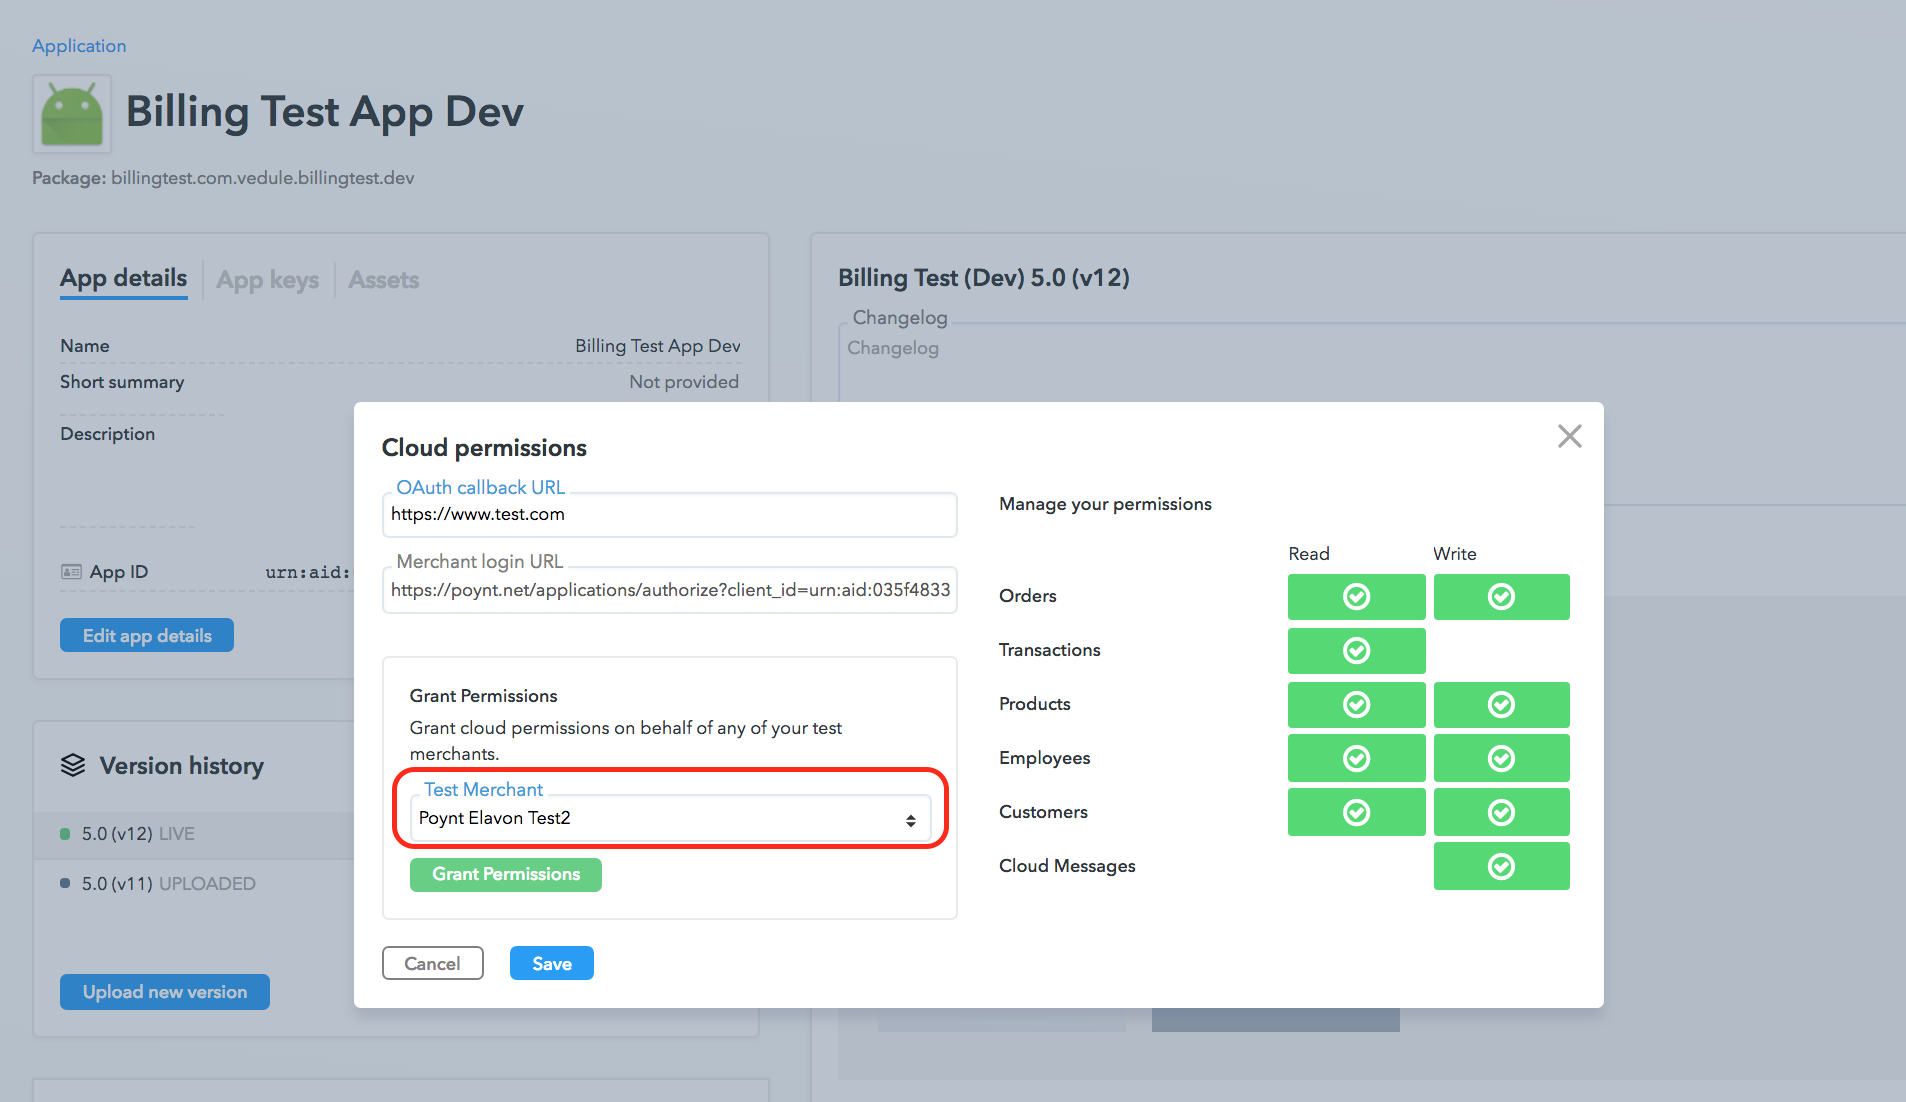 Application
Billing Test App Dev
Package: billingtest.com.vedule.billingtest.dev
App details
App keys
Assets
Name
Billing Test App Dev
Short summary
Not provided
Description
App ID
urn:aid:
Edit app details
Version history
5.0 (v12) LIVE
5.0 (v11) UPLOADED
Upload new version
Billing Test (Dev) 5.0 (v12)
Changelog
Changelog
Cloud permissions
OAuth callback URL
https://www.test.com
Merchant login URL
https://poynt.net/applications/authorize?client_id=urn:aid:035f4833
Grant Permissions
Grant cloud permissions on behalf of any of your test
merchants.
Test Merchant
Poynt Elavon Test2
Grant Permissions
Cancel
Save
Manage your permissions
Read Write
Orders
Transactions
Products
Employees
Customers
Cloud Messages